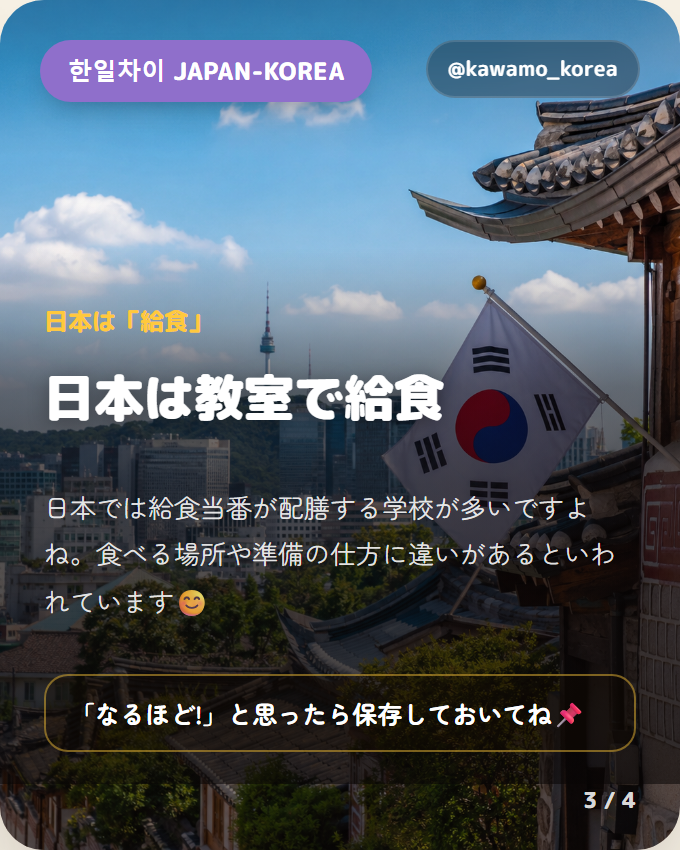 한일차이 JAPAN-KOREA
@kawamo_korea
日本は「給食」
日本は教室で給食
日本では給食当番が配膳する学校が多いですよ
ね。食べる場所や準備の仕方に違いがあるといわ
れています😊
「なるほど!」と思ったら保存しておいてね📌
3 / 4